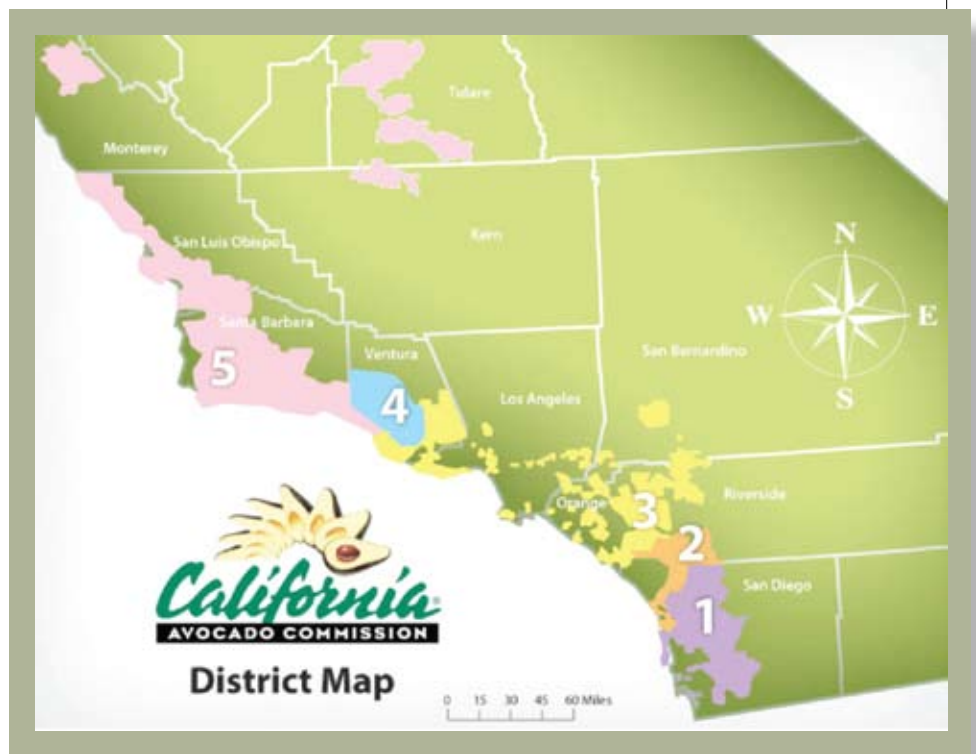 Tulare
Monterey
San Luis Obispo
Kern
N
W E
S
Santa Barbara
Ventura
San Bernardino
5
4
Los Angeles
Orange
3
Riverside
2
San Diego
1
California®
AVOCADO COMMISSION
District Map
0 15 30 45 60 Miles